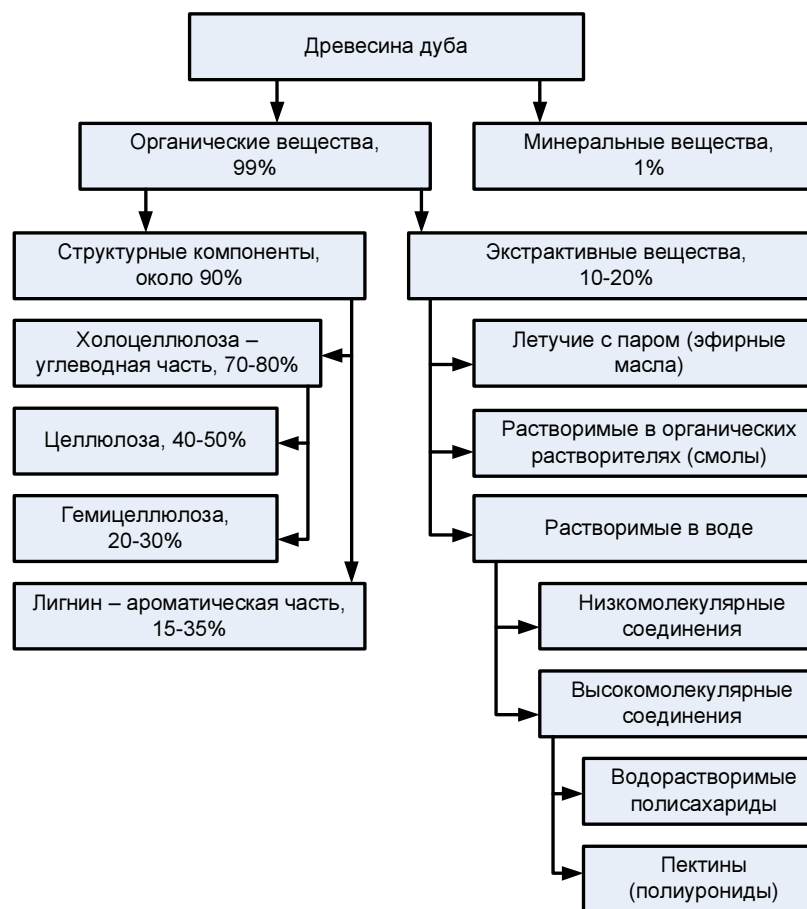 Древесина дуба
Органические вещества,
99%
Минеральные вещества,
1%
Структурные компоненты,
около 90%
Экстрактивные вещества,
10-20%
Холоцеллюлоза –
углеводная часть, 70-80%
Летучие с паром (эфирные
масла)
Целлюлоза, 40-50%
Растворимые в органических
растворителях (смолы)
Гемицеллюлоза,
20-30%
Растворимые в воде
Лигнин – ароматическая часть,
15-35%
Низкомолекулярные
соединения
Высокомолекулярные
соединения
Водорастворимые
полисахариды
Пектины
(полиурониды)